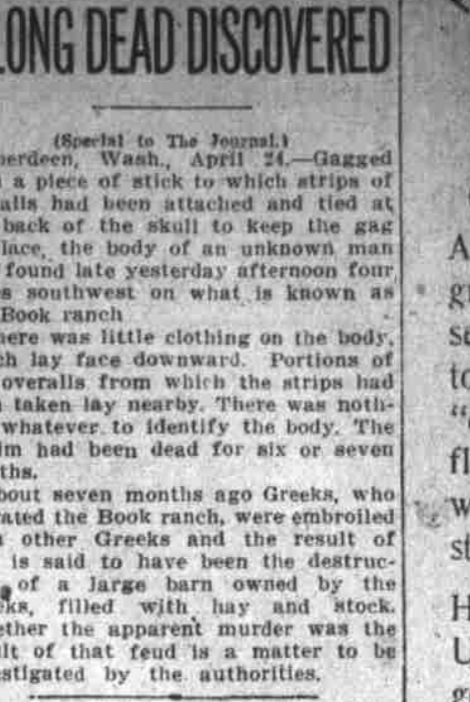 LONG DEAD DISCOVERED
(Special to The Journal.)
berdeen, Wash., April 24.—Gagged
a piece of stick to which strips of
alls had been attached and tied at
back of the skull to keep the gag
lace, the body of an unknown man
found late yesterday afternoon four
s southwest on what is known as
Book ranch
here was little clothing on the body,
ch lay face downward. Portions of
overalls from which the strips had
taken lay nearby. There was noth-
whatever to identify the body. The
im had been dead for six or seven
ths.
bout seven months ago Greeks, who
rated the Book ranch, were embroiled
other Greeks and the result of
is said to have been the destruc-
of a large barn owned by the
eks, filled with hay and stock.
ether the apparent murder was the
ult of that feud is a matter to be
estigated by the authorities.